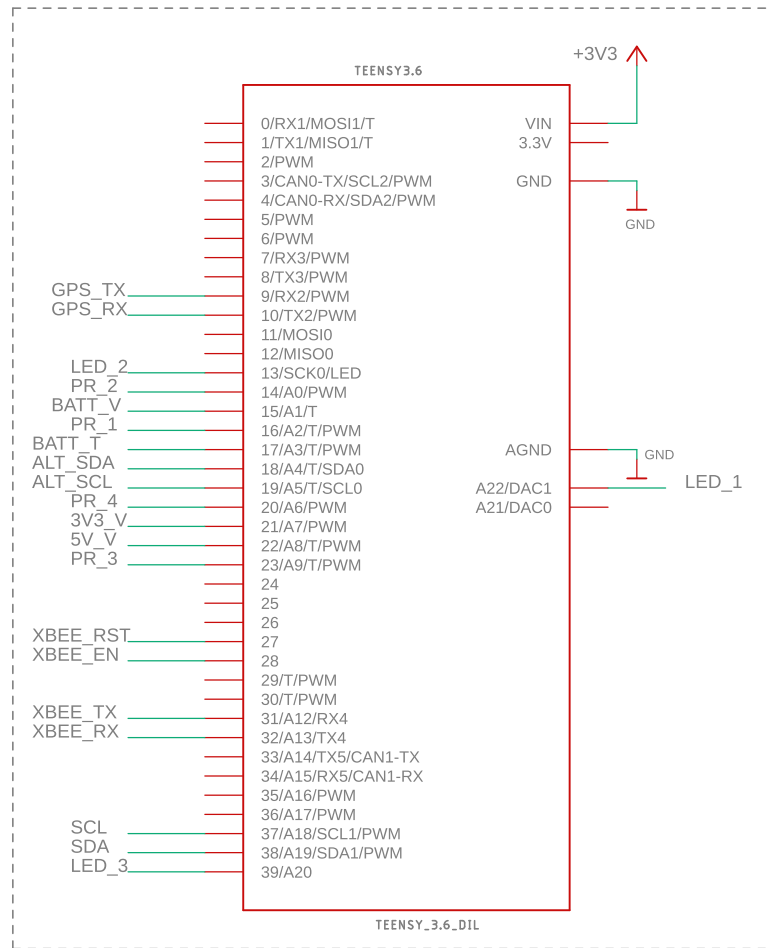 +3V3
TEENSY3.6
0/RX1/MOSI1/T VIN
1/TX1/MISO1/T 3.3V
2/PWM
3/CAN0-TX/SCL2/PWM GND
4/CAN0-RX/SDA2/PWM
5/PWM GND
6/PWM
7/RX3/PWM
8/TX3/PWM
GPS_TX 9/RX2/PWM
GPS_RX 10/TX2/PWM
11/MOSI0
12/MISO0
LED_2 13/SCK0/LED
PR_2 14/A0/PWM
BATT_V 15/A1/T
PR_1 16/A2/T/PWM
BATT_T 17/A3/T/PWM AGND GND
ALT_SDA 18/A4/T/SDA0
ALT_SCL 19/A5/T/SCL0 A22/DAC1 LED_1
PR_4 20/A6/PWM A21/DAC0
3V3_V 21/A7/PWM
5V_V 22/A8/T/PWM
PR_3 23/A9/T/PWM
24
25
26
XBEE_RST 27
XBEE_EN 28
29/T/PWM
30/T/PWM
XBEE_TX 31/A12/RX4
XBEE_RX 32/A13/TX4
33/A14/TX5/CAN1-TX
34/A15/RX5/CAN1-RX
35/A16/PWM
36/A17/PWM
SCL 37/A18/SCL1/PWM
SDA 38/A19/SDA1/PWM
LED_3 39/A20
TEENSY_3.6_DIL